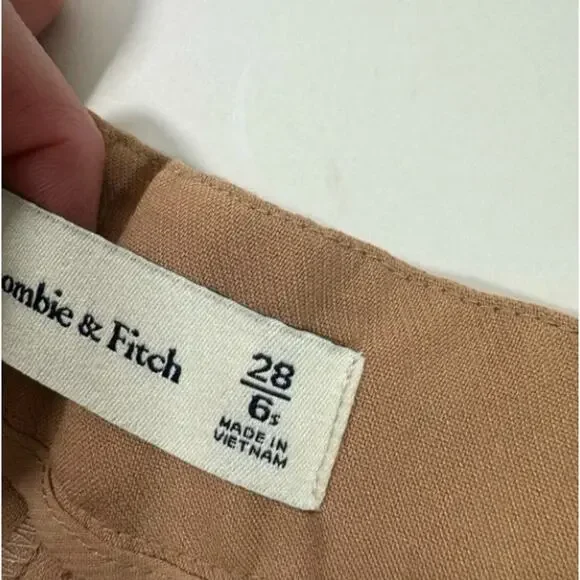 ombie & Fitch
28
6s
MADE IN
VIETNAM